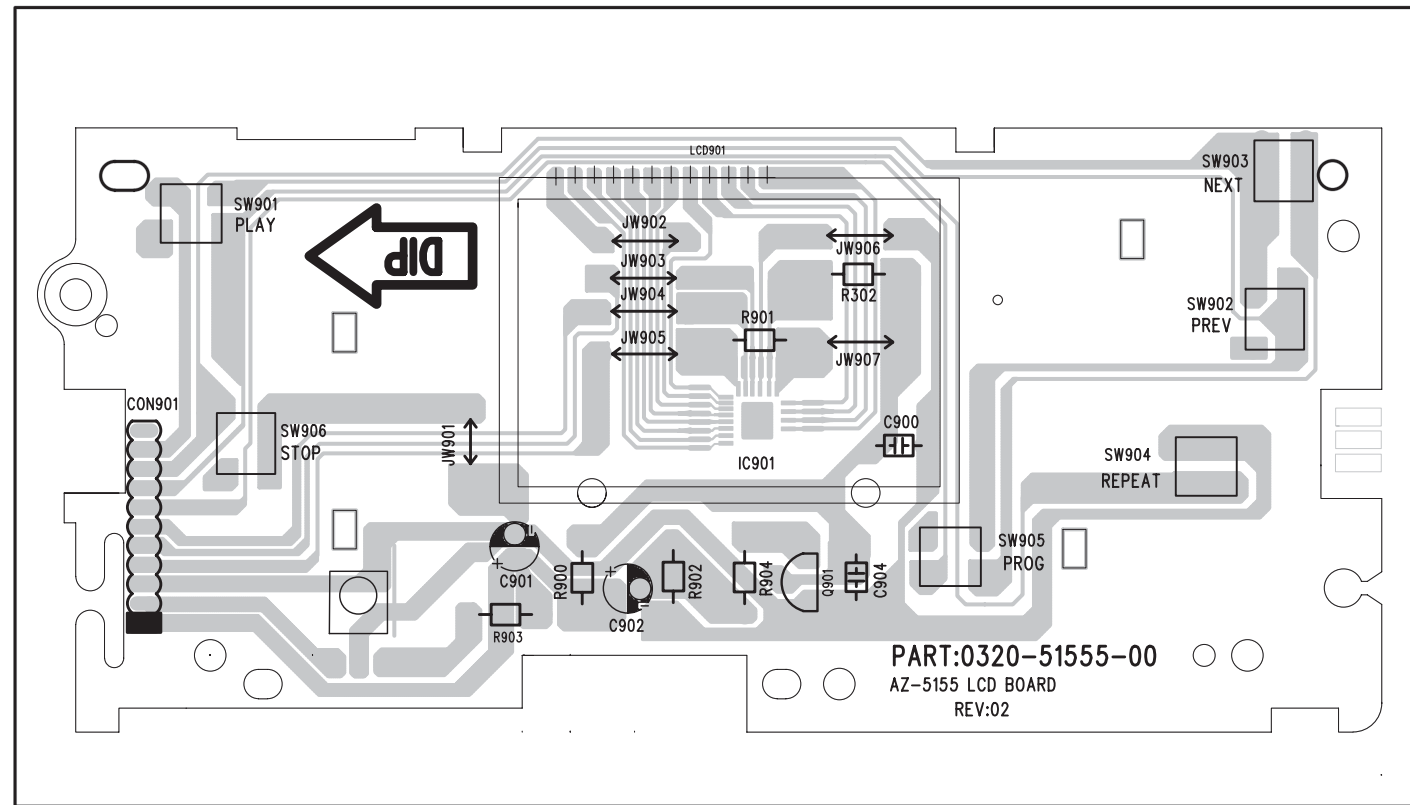 LCD901
SW903
NEXT
SW901
PLAY
DIP
JW902
JW903
JW904
JW905
JW906
R302
R901
JW907
SW902
PREV
CON901
SW906
STOP
JW901
C900
IC901
SW904
REPEAT
SW905
PROG
+
C901
R900
+
C902
R902
R904
Q901
C904
R903
PART:0320-51555-00
AZ-5155 LCD BOARD
REV:02